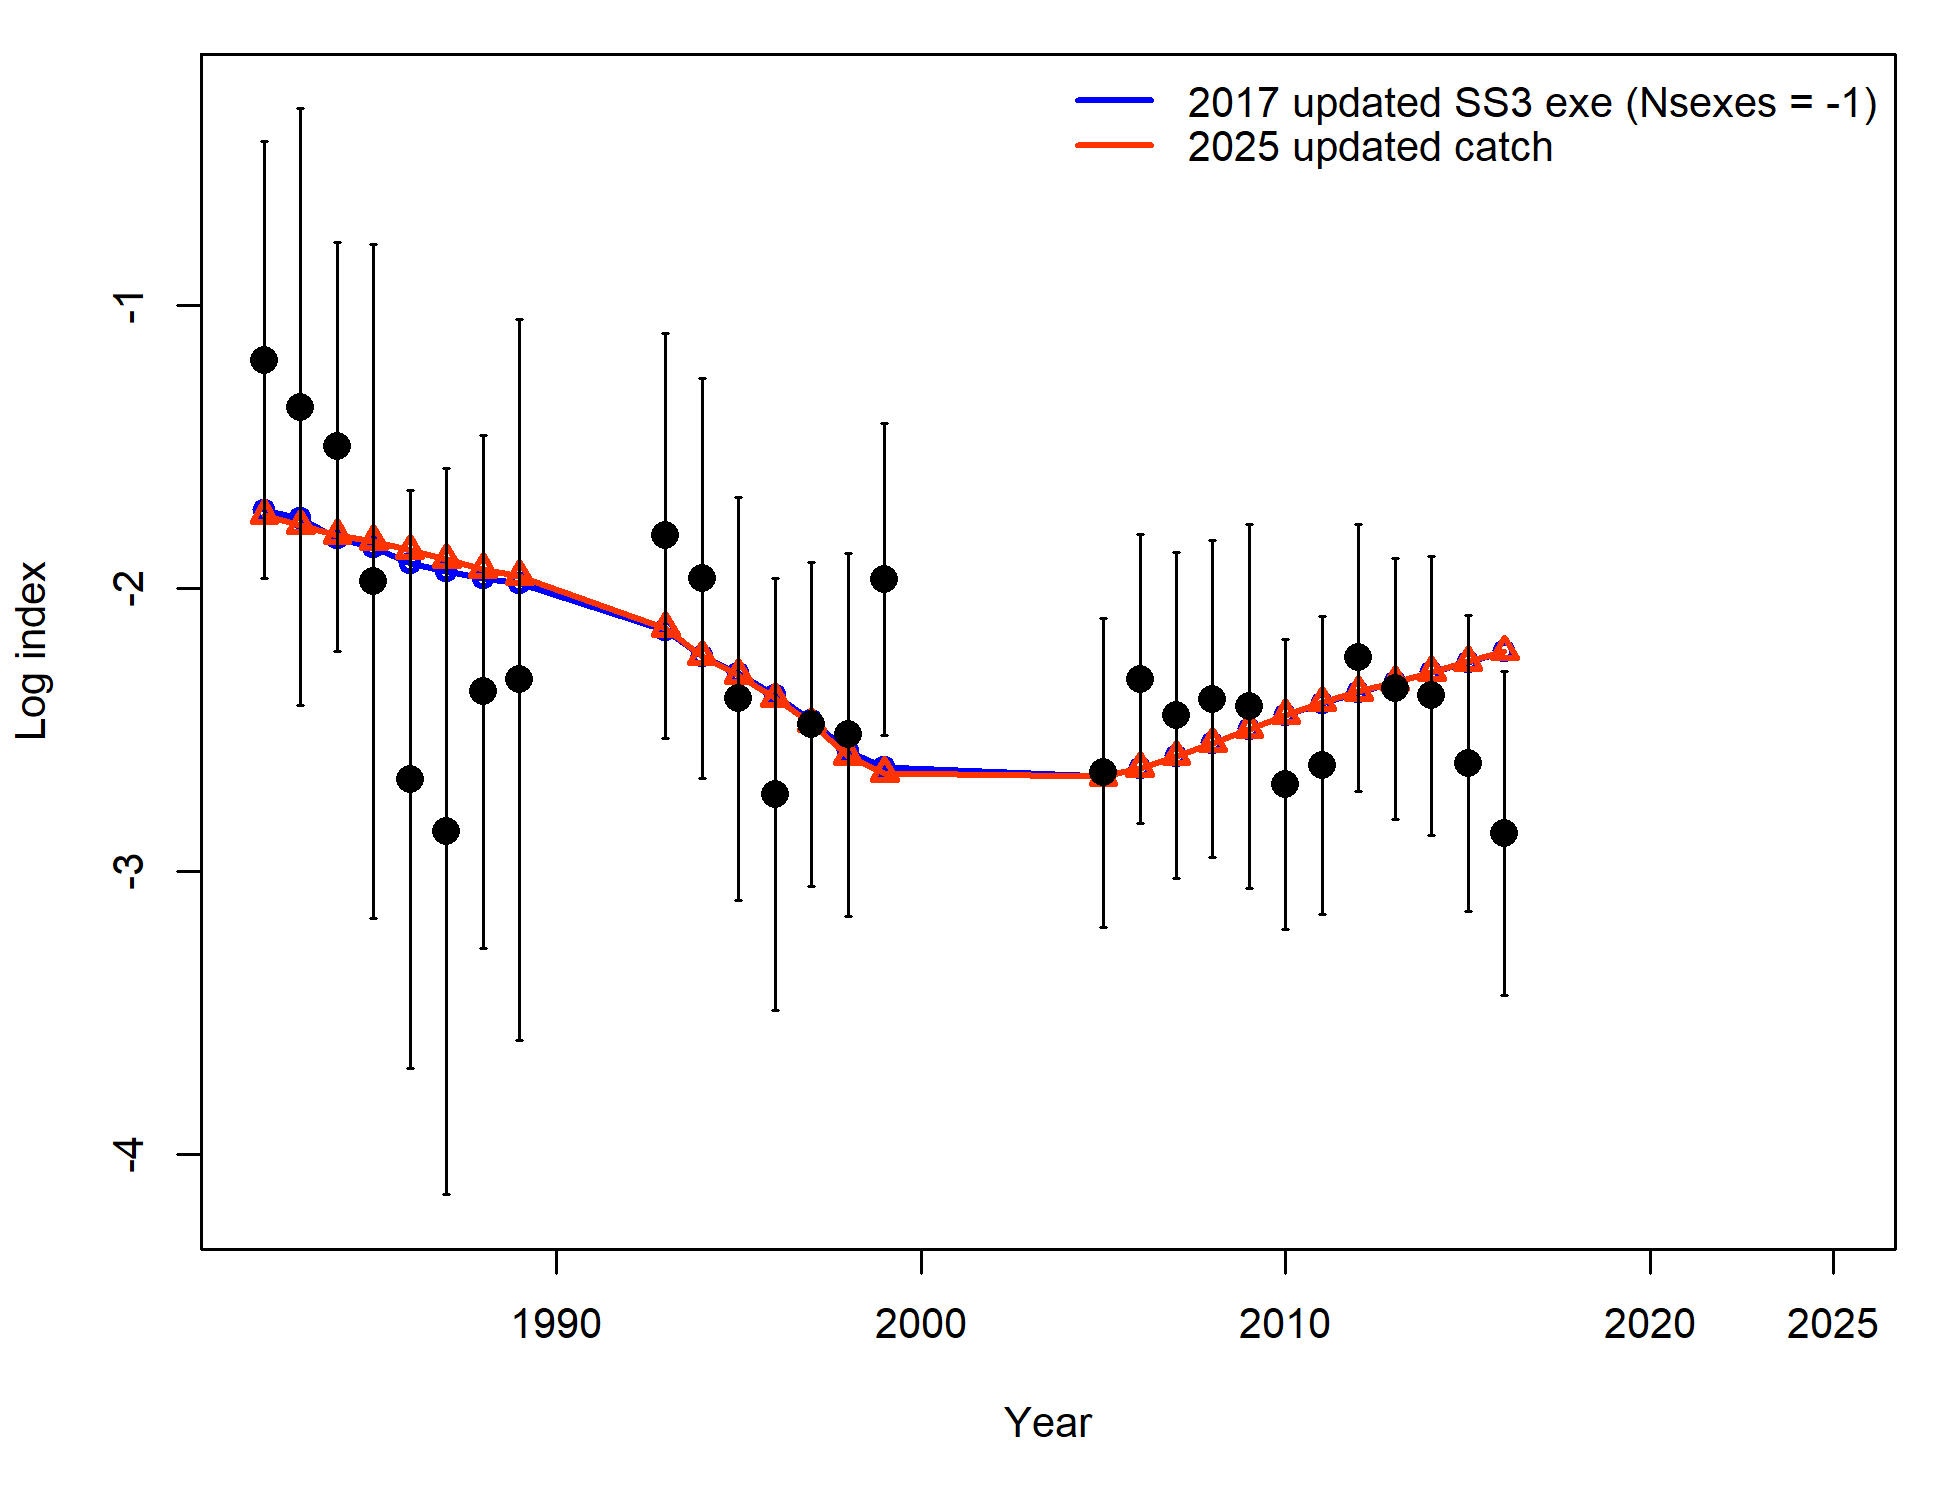 2017 updated SS3 exe (Nsexes = -1)
2025 updated catch
Log index
-1
-2
-3
-4
1990
2000
2010
2020
2025
Year